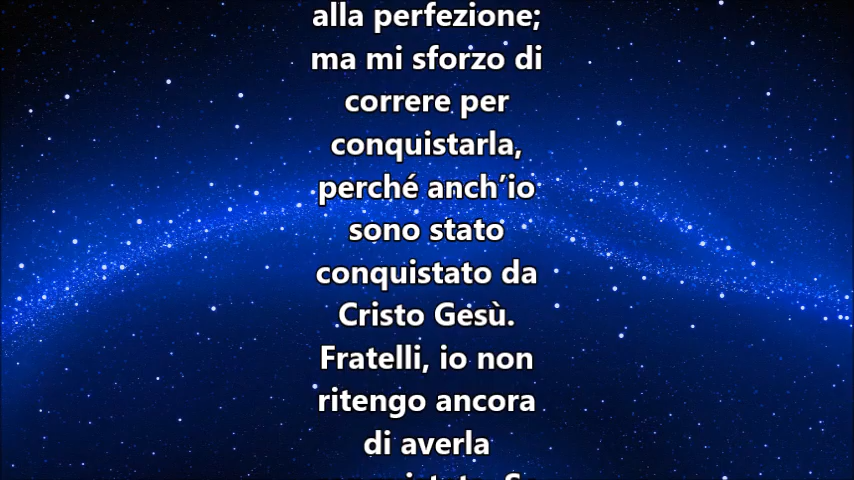 alla perfezione;
ma mi sforzo di
correre per
conquistarla,
perché anch’io
sono stato
conquistato da
Cristo Gesù.
Fratelli, io non
ritengo ancora
di averla